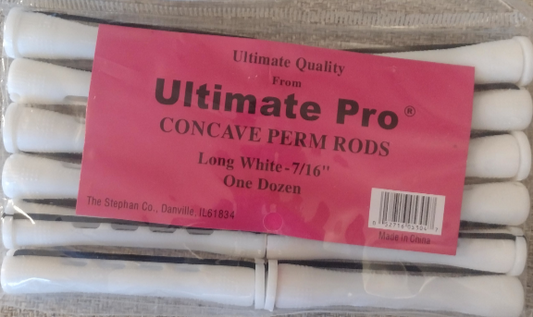 Ultimate Quality
From
Ultimate Pro®
CONCAVE PERM RODS
Long White - 7/16"
One Dozen
The Stephan Co., Danville, IL61834
Made in China